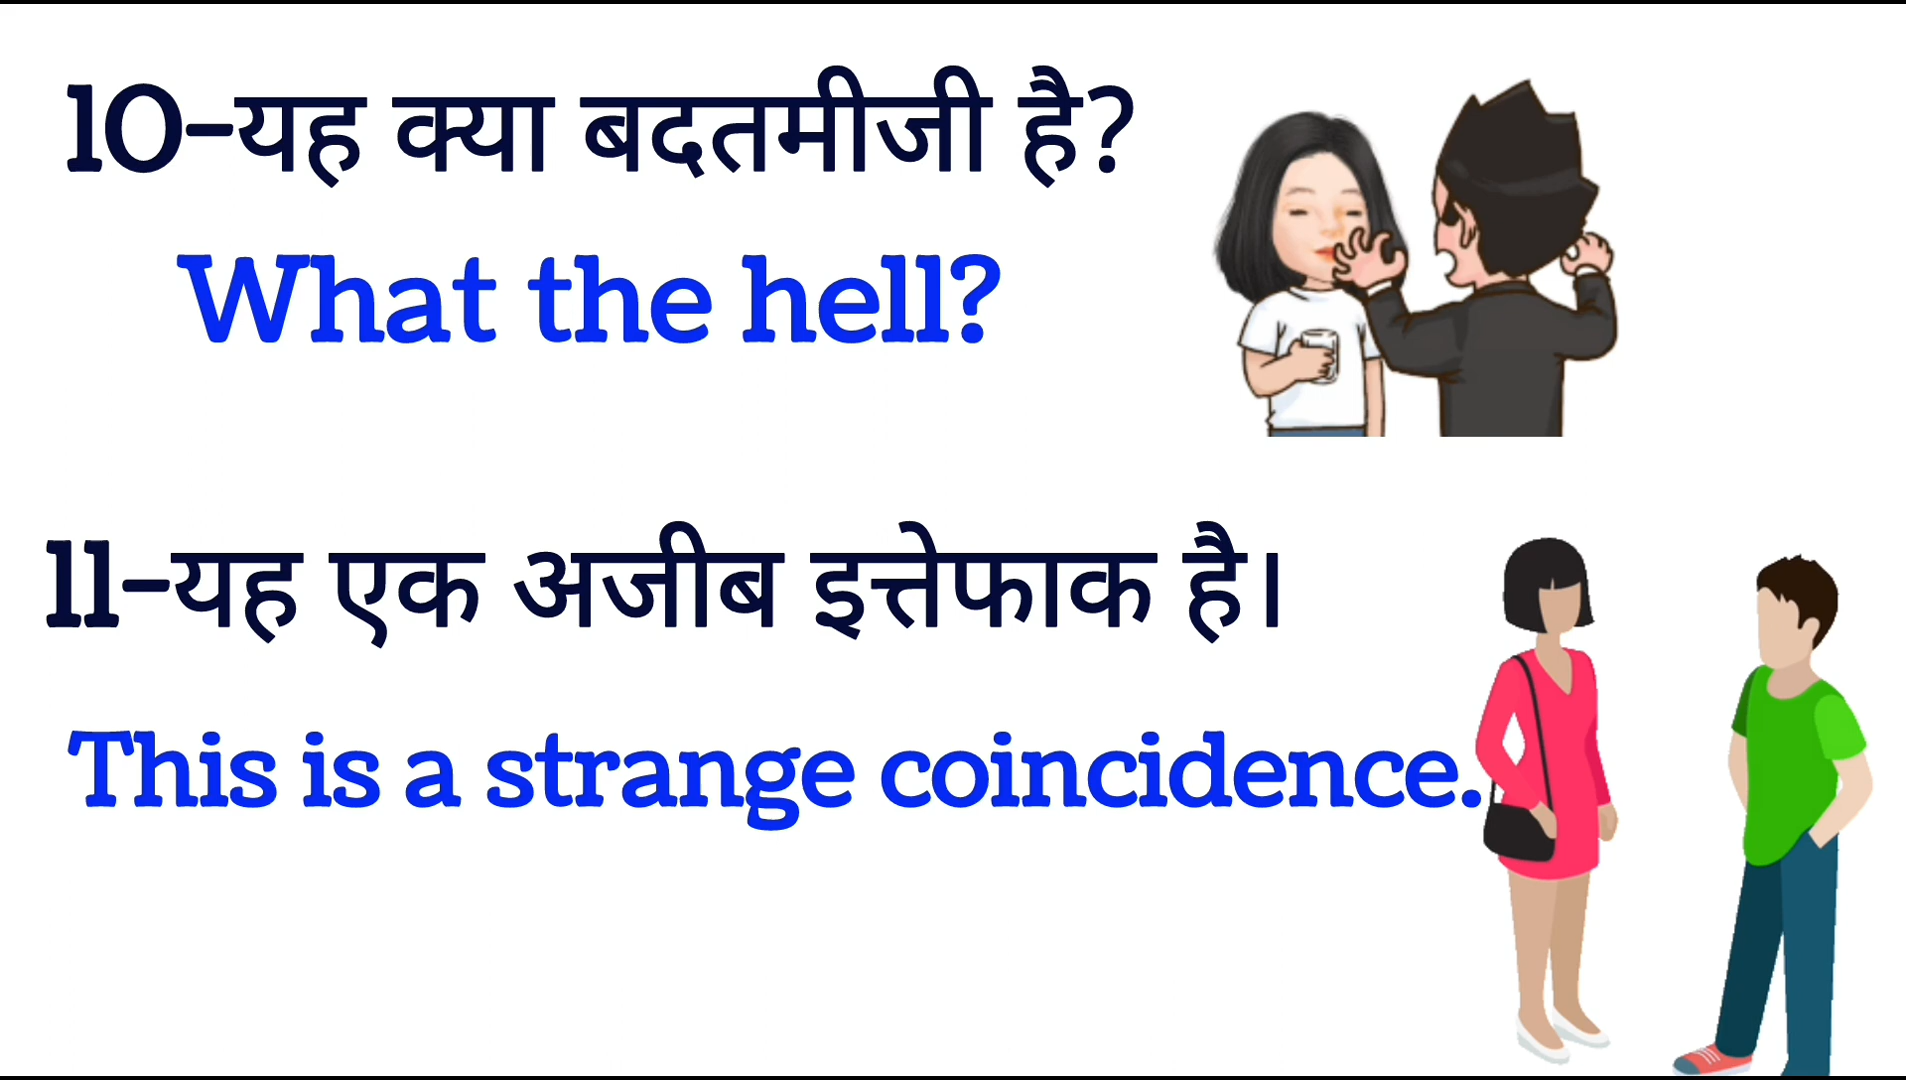 10-यह क्या बदतमीजी है?
What the hell?
11-यह एक अजीब इत्तेफाक है।
This is a strange coincidence.